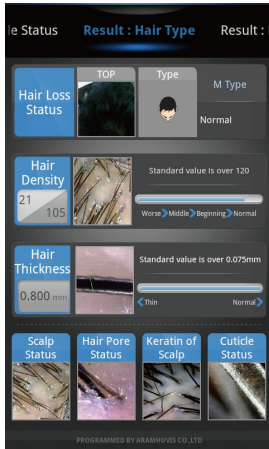 le Status
Result : Hair Type
Result :
Hair Loss
Status
TOP
Type
M Type
Normal
Hair
Density
21
105
Standard value is over 120
Worse
Middle
Beginning
Normal
Hair
Thickness
0.800 mm
Standard value is over 0.075mm
Thin
Normal
Scalp
Status
Hair Pore
Status
Keratin of
Scalp
Cuticle
Status
PROGRAMMED BY ARAMHUVIS CO.,LTD